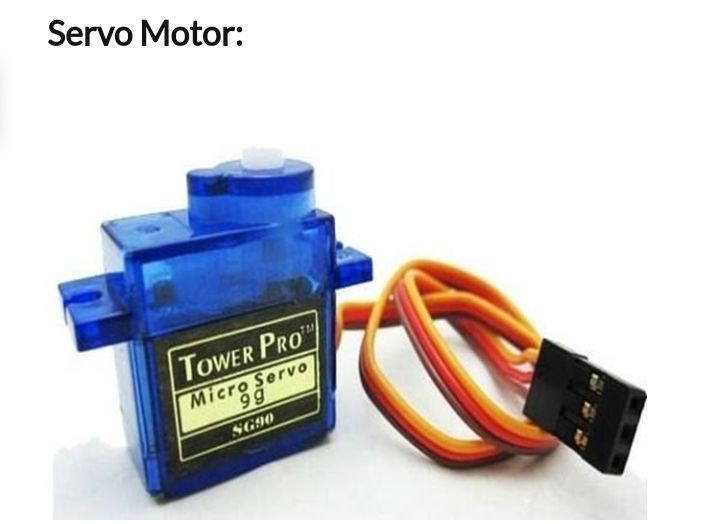 Servo Motor:
TOWER PRO™
Micro Servo
9g
SG90